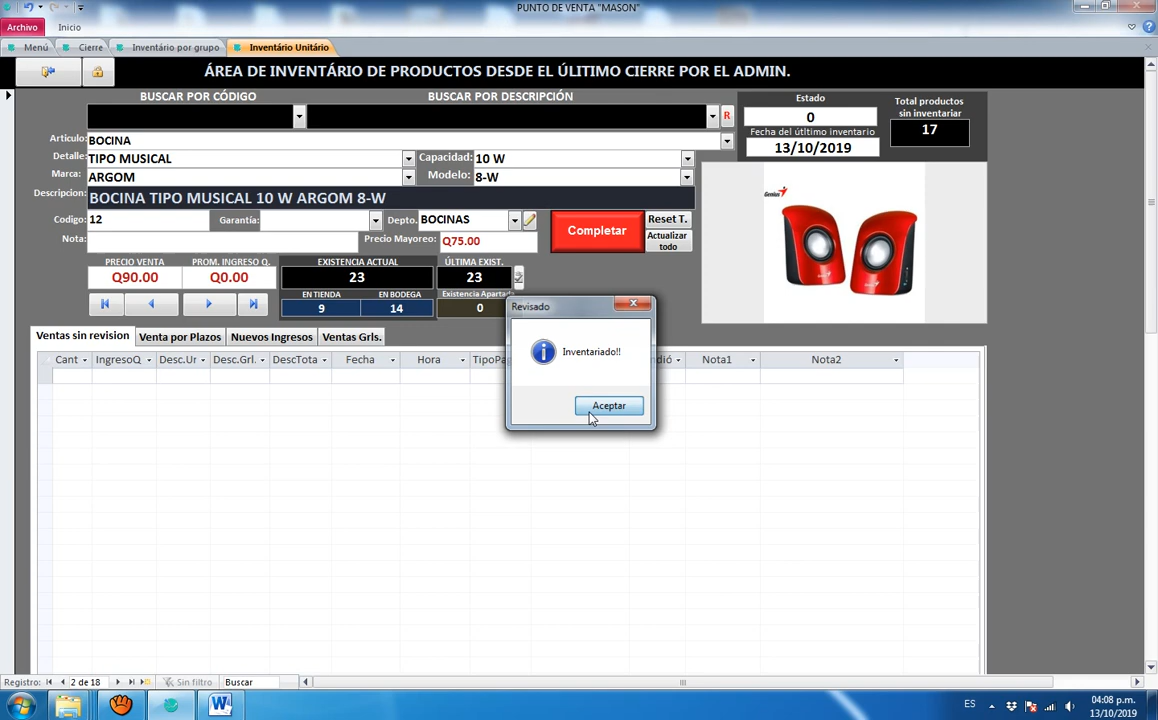 PUNTO DE VENTA "MASON"
Archivo
Inicio
Menú
Cierre
Inventário por grupo
Inventário Unitário
ÁREA DE INVENTÁRIO DE PRODUCTOS DESDE EL ÚLITIMO CIERRE POR EL ADMIN.
BUSCAR POR CÓDIGO
BUSCAR POR DESCRIPCIÓN
R
Estado
0
Fecha del útltimo inventario
13/10/2019
Total productos
sin inventariar
17
Articulo: BOCINA
Detalle: TIPO MUSICAL
Capacidad: 10 W
Marca: ARGOM
Modelo: 8-W
Descripcion: BOCINA TIPO MUSICAL 10 W ARGOM 8-W
Codigo: 12
Garantía:
Depto. BOCINAS
Completar
Reset T.
Actualizar
todo
Nota:
Precio Mayoreo: Q75.00
PRECIO VENTA
Q90.00
PROM. INGRESO Q.
Q0.00
EXISTENCIA ACTUAL
23
ÚLTIMA EXIST.
23
EN TIENDA
9
EN BODEGA
14
Existencia Apartada
0
Genius
Revisado
Inventariado!!
Aceptar
Ventas sin revision
Venta por Plazos
Nuevos Ingresos
Ventas Grls.
Cant
IngresoQ
Desc.Ur
Desc.Grl.
DescTota
Fecha
Hora
TipoPag
dió
Nota1
Nota2
Registro:
2 de 18
Sin filtro
Buscar
ES
04:08 p.m.
13/10/2019